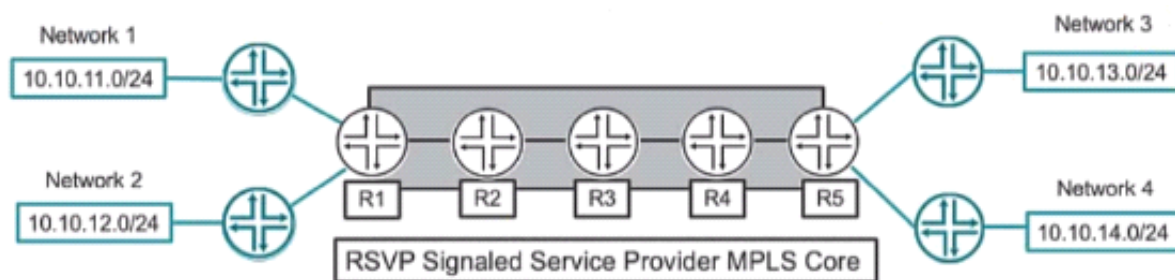 Network 1
10.10.11.0/24
Network 2
10.10.12.0/24
R1
R2
R3
R4
R5
Network 3
10.10.13.0/24
Network 4
10.10.14.0/24
RSVP Signaled Service Provider MPLS Core